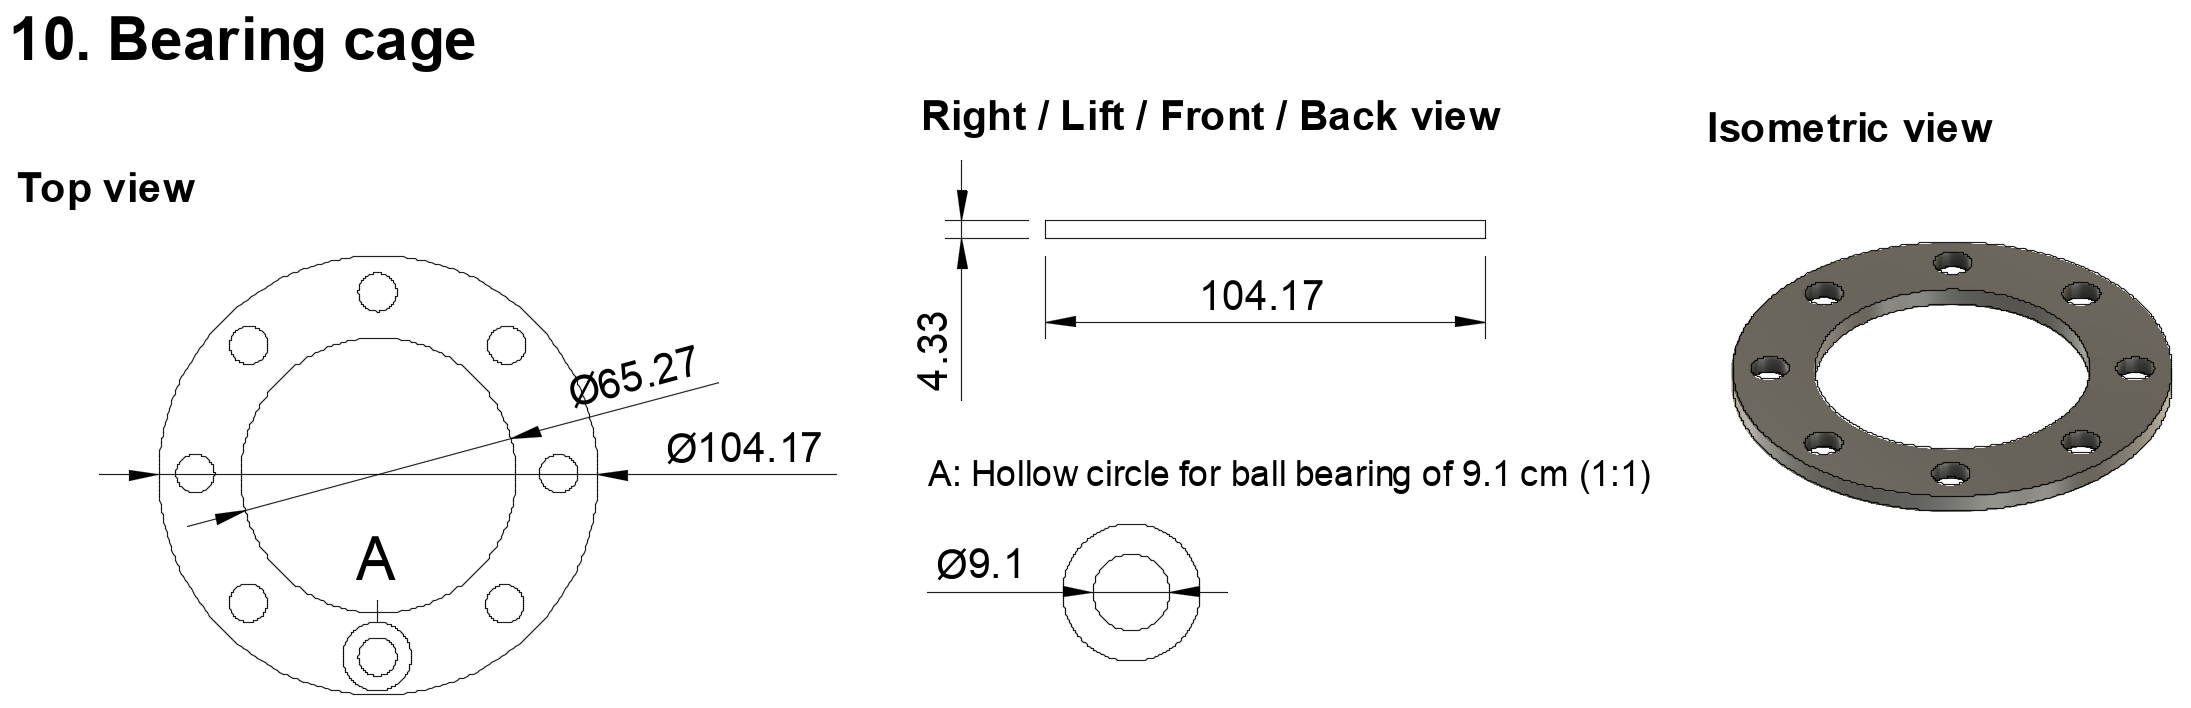 10. Bearing cage
Right / Lift / Front / Back view
Isometric view
Top view
Ø65.27
Ø104.17
A
4.33
104.17
A: Hollow circle for ball bearing of 9.1 cm (1:1)
Ø9.1